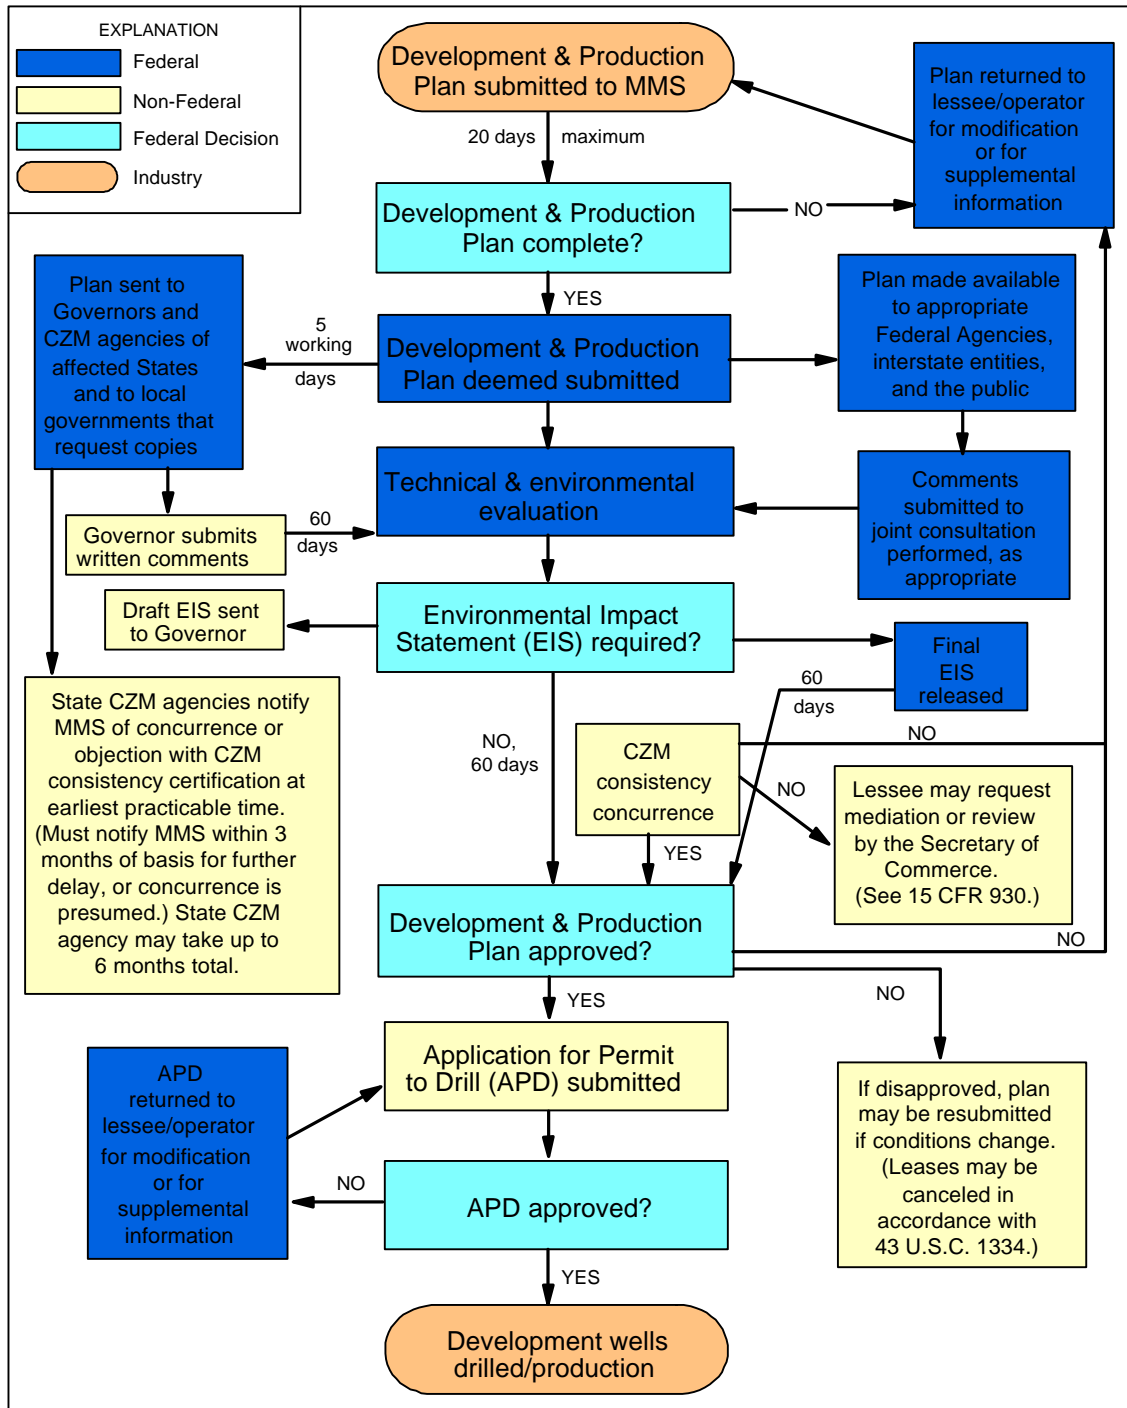 EXPLANATION
Federal
Non-Federal
Federal Decision
Industry
Development & Production
Plan submitted to MMS
Plan returned to
lessee/operator
for modification
or for
supplemental
information
20 days
maximum
Development & Production
Plan complete?
NO
YES
Plan sent to
Governors and
CZM agencies of
affected States
and to local
governments that
request copies
5
working
days
Development & Production
Plan deemed submitted
Plan made available
to appropriate
Federal Agencies,
interstate entities,
and the public
Technical & environmental
evaluation
Comments
submitted to
joint consultation
performed, as
appropriate
Governor submits
written comments
60
days
Draft EIS sent
to Governor
Environmental Impact
Statement (EIS) required?
Final
EIS
released
60
days
State CZM agencies notify
MMS of concurrence or
objection with CZM
consistency certification at
earliest practicable time.
(Must notify MMS within 3
months of basis for further
delay, or concurrence is
presumed.) State CZM
agency may take up to
6 months total.
NO,
60 days
CZM
consistency
concurrence
NO
NO
YES
Lessee may request
mediation or review
by the Secretary of
Commerce.
(See 15 CFR 930.)
Development & Production
Plan approved?
NO
NO
YES
Application for Permit
to Drill (APD) submitted
APD
returned to
lessee/operator
for modification
or for
supplemental
information
If disapproved, plan
may be resubmitted
if conditions change.
(Leases may be
canceled in
accordance with
43 U.S.C. 1334.)
NO
APD approved?
YES
Development wells
drilled/production